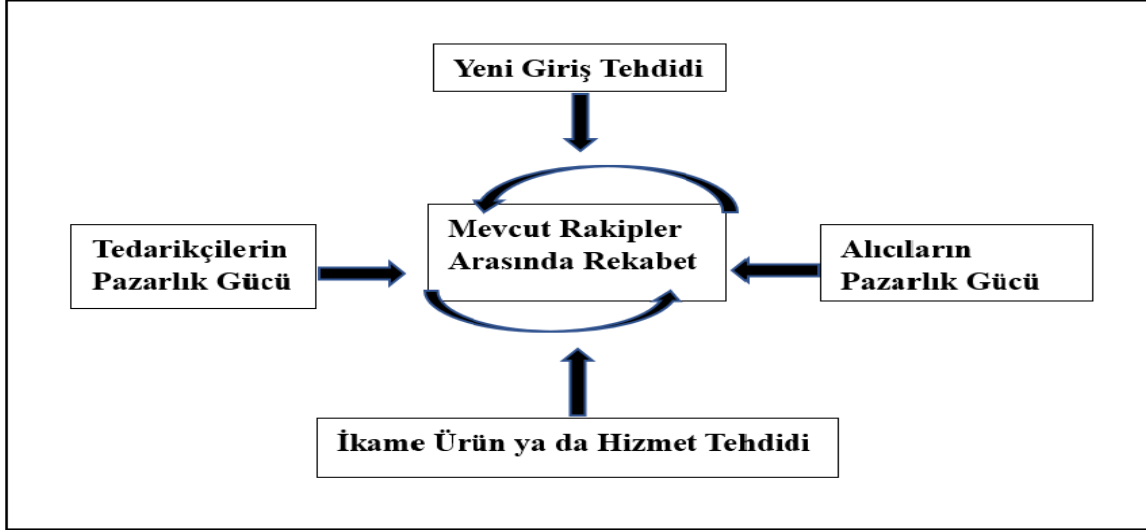 Yeni Giriş Tehdidi
Tedarikçilerin
Pazarlık Gücü
Mevcut Rakipler
Arasında Rekabet
Alıcıların
Pazarlık Gücü
İkame Ürün ya da Hizmet Tehdidi